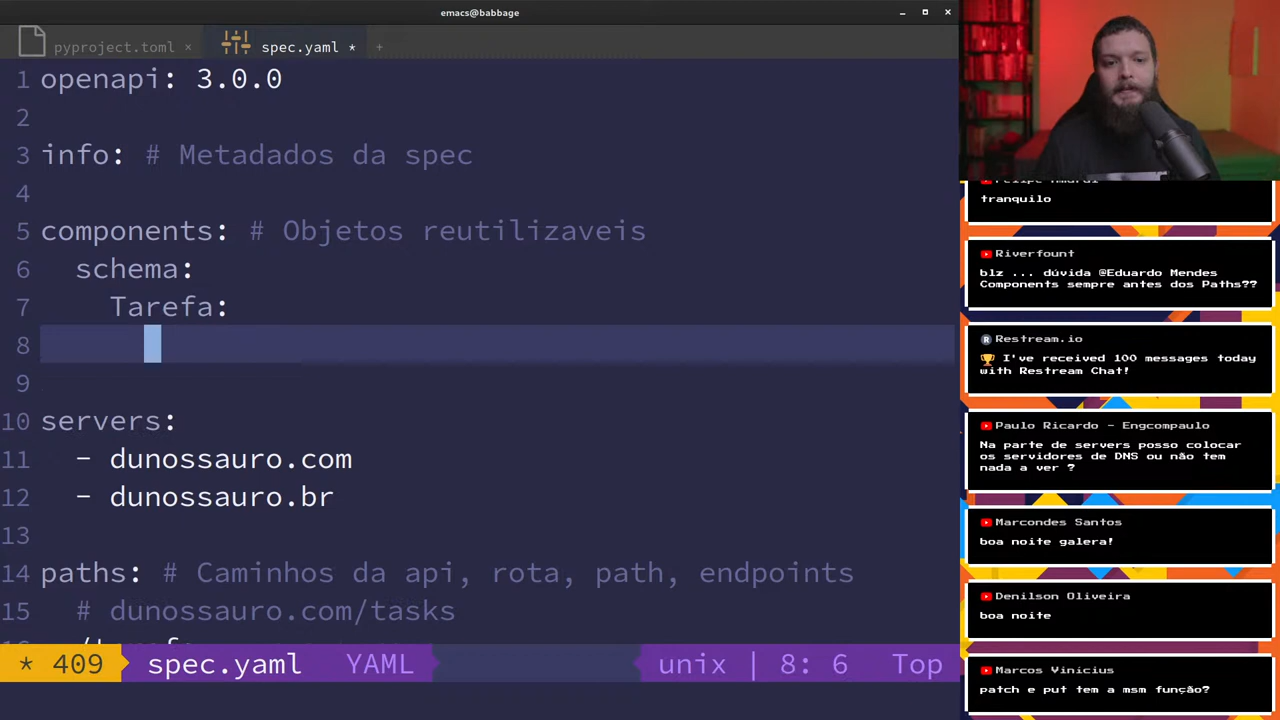 emacs@babbage
pyproject.toml ×
spec.yaml * +
1 openapi: 3.0.0
2
3 info: # Metadados da spec
4
5 components: # Objetos reutilizaveis
6 schema:
7 Tarefa:
8
9
10 servers:
11 - dunossauro.com
12 - dunossauro.br
13
14 paths: # Caminhos da api, rota, path, endpoints
15 # dunossauro.com/tasks
* 409 spec.yaml YAML unix | 8: 6 Top
tranquilo
Riverfount
blz ... dúvida @Eduardo Mendes
Components sempre antes dos Paths??
Restream.io
🏆 I've received 100 messages today
with Restream Chat!
Paulo Ricardo - Engcompaulo
Na parte de servers posso colocar
os servidores de DNS ou não tem
nada a ver ?
Marcondes Santos
boa noite galera!
Denilson Oliveira
boa noite
Marcos Vinícius
patch e put tem a msm função?